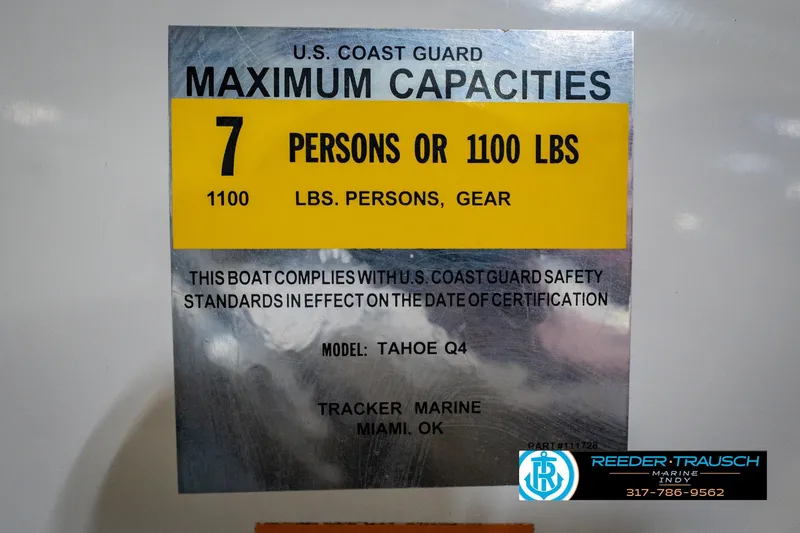 U.S. COAST GUARD
MAXIMUM CAPACITIES
7 PERSONS OR 1100 LBS
1100 LBS. PERSONS, GEAR
THIS BOAT COMPLIES WITH U.S. COAST GUARD SAFETY
STANDARDS IN EFFECT ON THE DATE OF CERTIFICATION
MODEL: TAHOE Q4
TRACKER MARINE
MIAMI, OK
PART #111728
REEDER·TRAUSCH
MARINE
INDY
317-786-9562